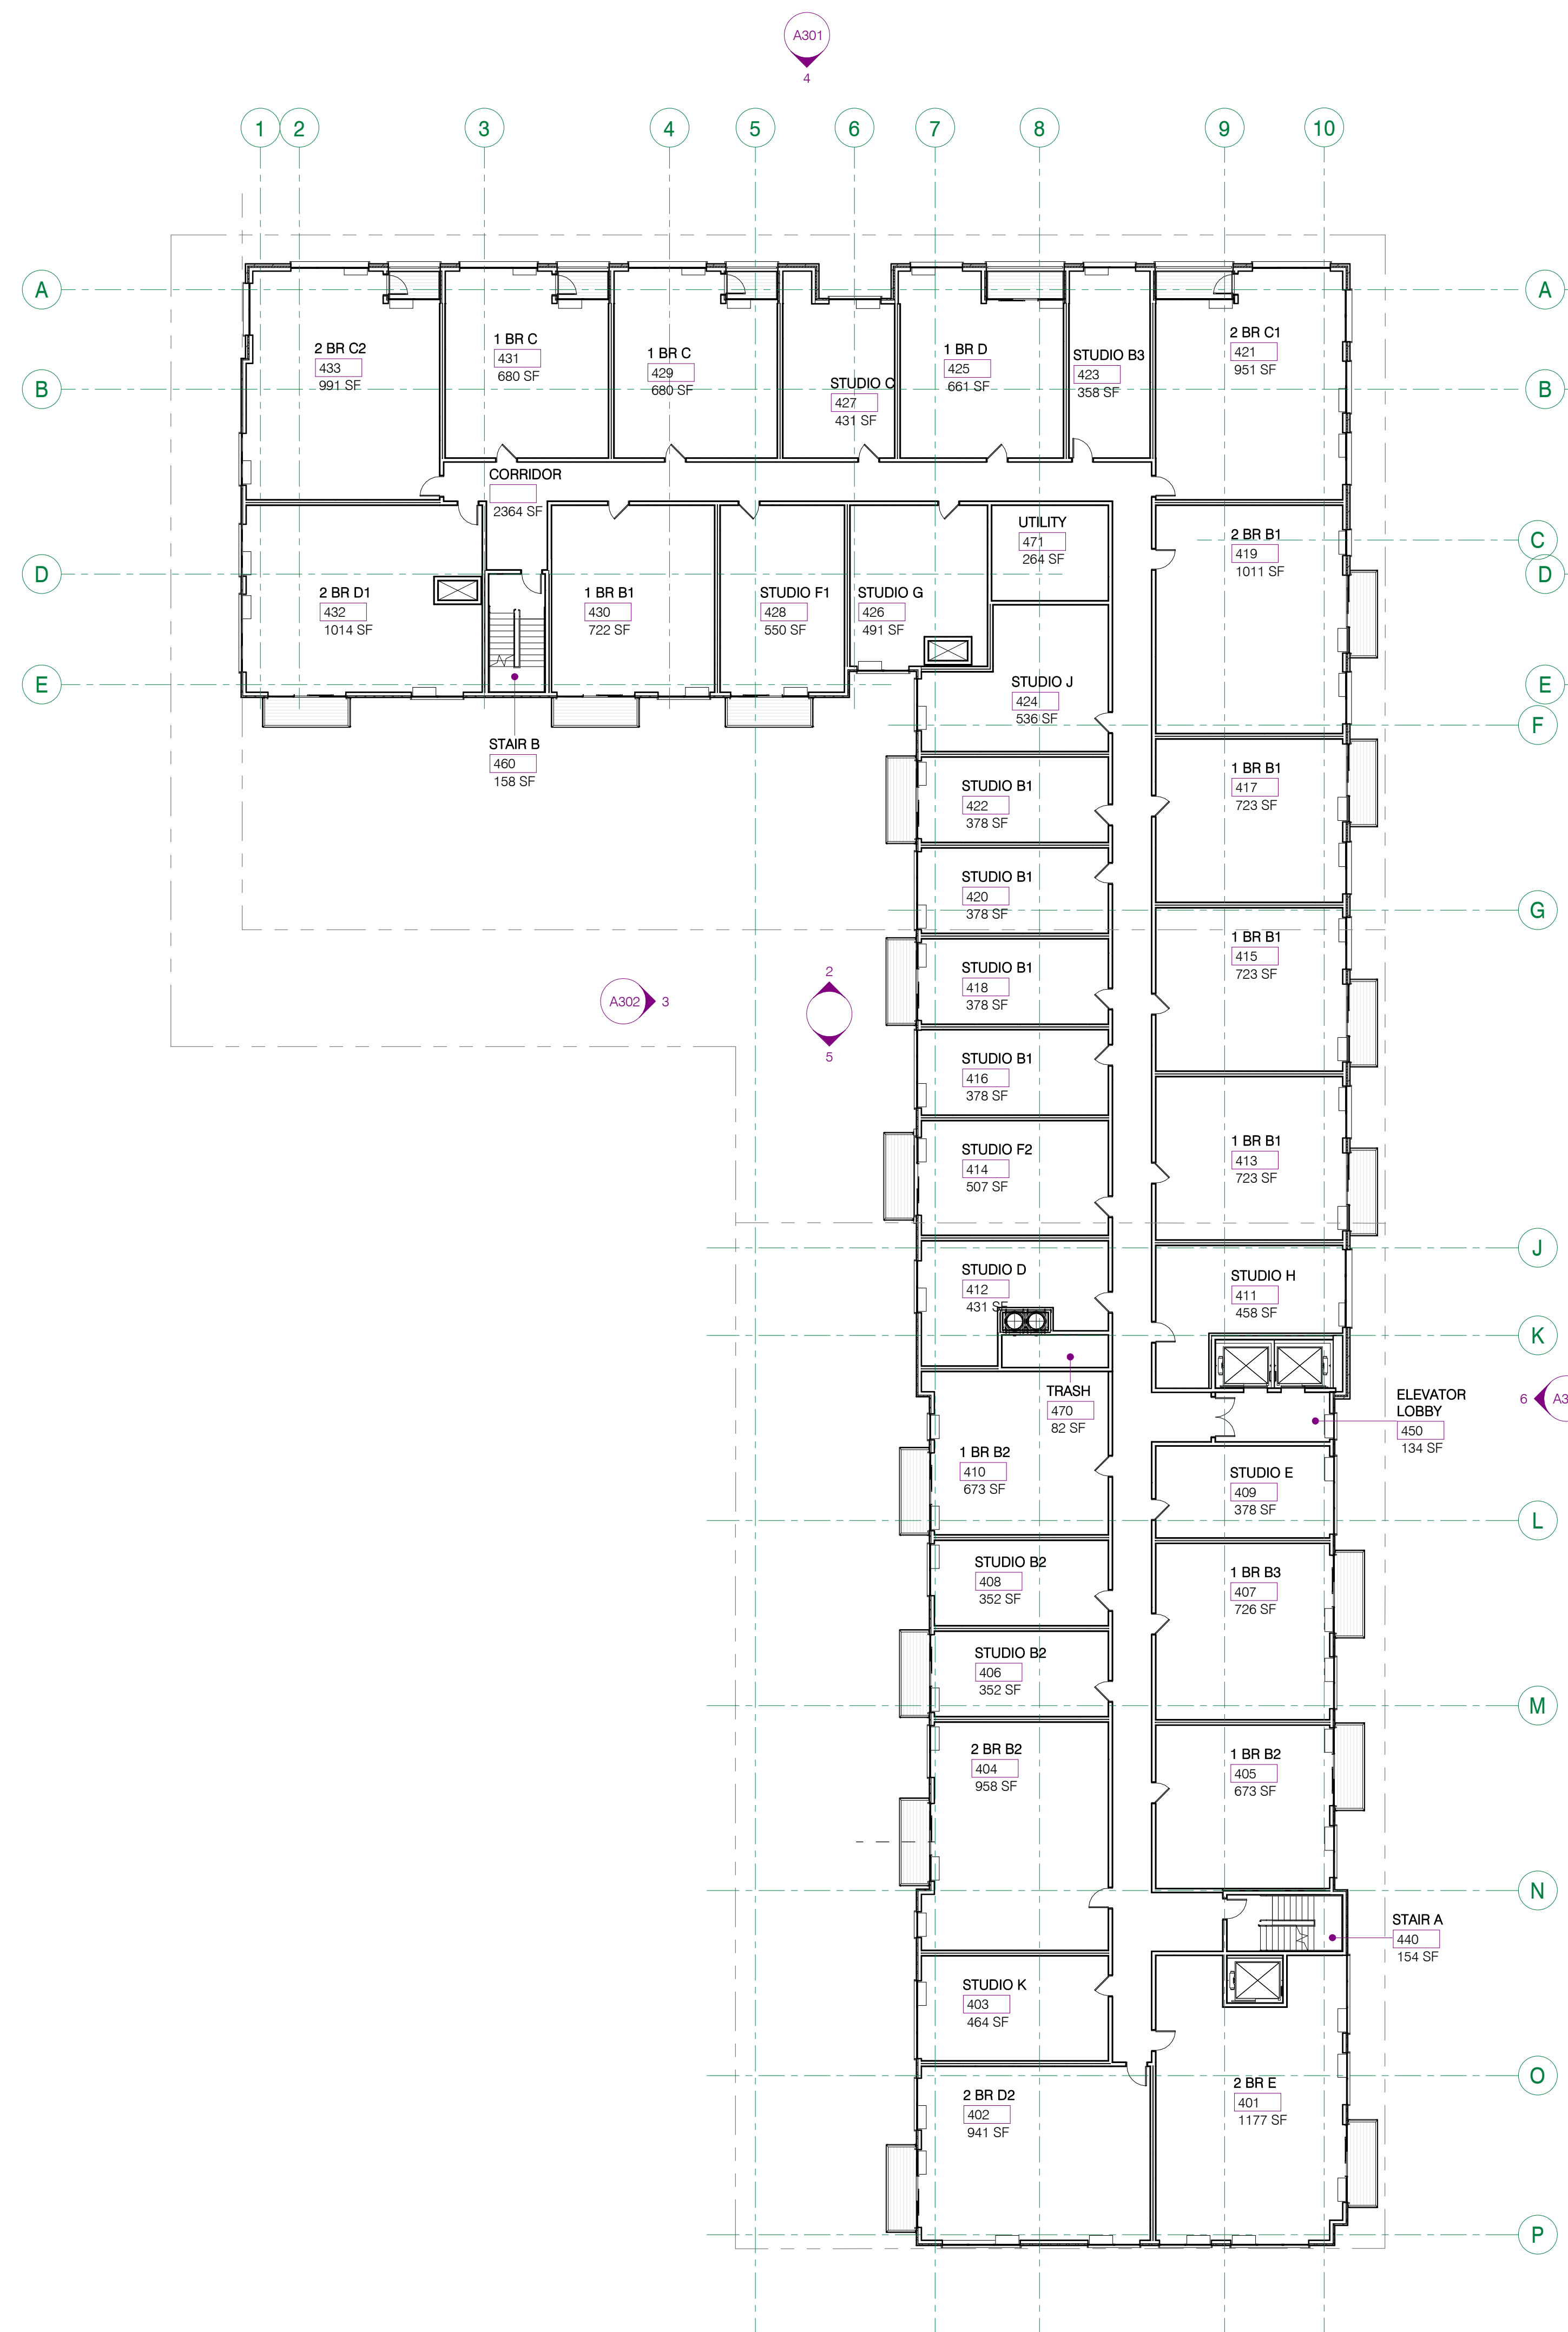 A301
4
1
2
3
4
5
6
7
8
9
10
A
A
2 BR C2
433
991 SF
1 BR C
431
680 SF
1 BR C
429
680 SF
STUDIO C
427
431 SF
1 BR D
425
661 SF
STUDIO B3
423
358 SF
2 BR C1
421
951 SF
B
B
CORRIDOR
2364 SF
UTILITY
471
264 SF
2 BR B1
419
1011 SF
C
D
D
2 BR D1
432
1014 SF
1 BR B1
430
722 SF
STUDIO F1
428
550 SF
STUDIO G
426
491 SF
E
E
STUDIO J
424
536 SF
F
STAIR B
460
158 SF
STUDIO B1
422
378 SF
1 BR B1
417
723 SF
STUDIO B1
420
378 SF
G
STUDIO B1
418
378 SF
1 BR B1
415
723 SF
A302
3
2
5
STUDIO B1
416
378 SF
STUDIO F2
414
507 SF
1 BR B1
413
723 SF
J
STUDIO D
412
431 SF
STUDIO H
411
458 SF
K
TRASH
470
82 SF
ELEVATOR
LOBBY
450
134 SF
6
A3
1 BR B2
410
673 SF
STUDIO E
409
378 SF
L
STUDIO B2
408
352 SF
1 BR B3
407
726 SF
STUDIO B2
406
352 SF
M
2 BR B2
404
958 SF
1 BR B2
405
673 SF
N
STAIR A
440
154 SF
STUDIO K
403
464 SF
O
2 BR D2
402
941 SF
2 BR E
401
1177 SF
P